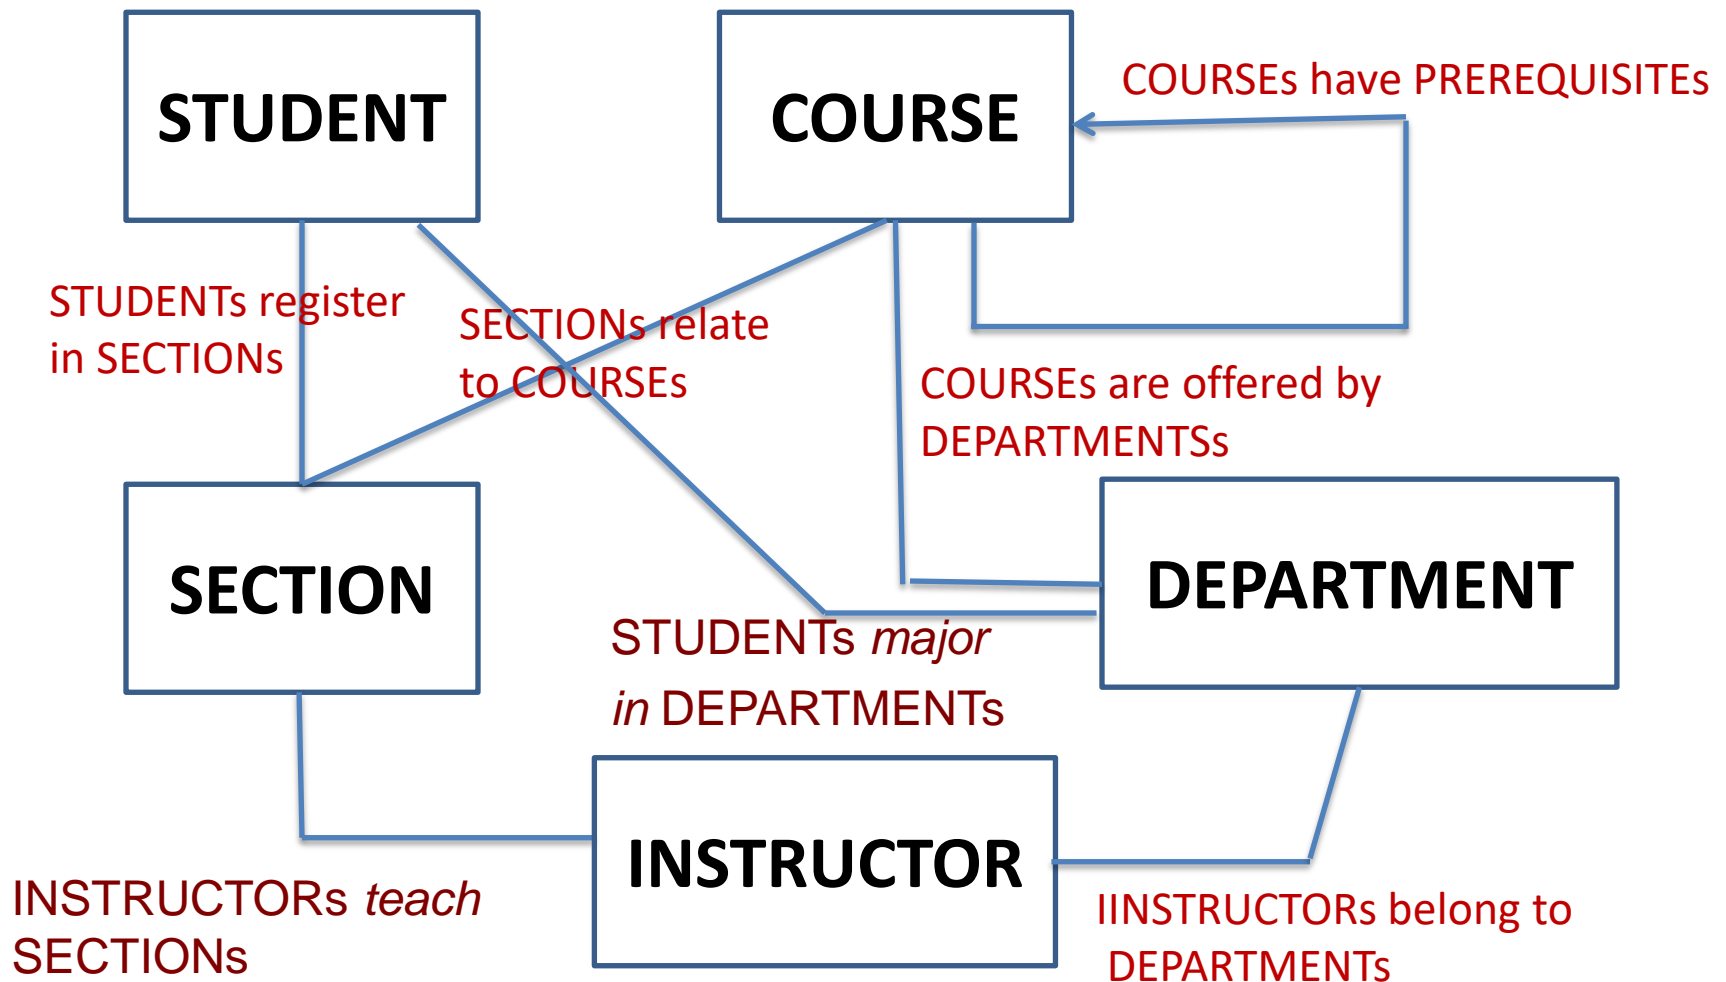 STUDENT
COURSE
COURSEs have PREREQUISITEs
STUDENTs register
in SECTIONs
SECTIONs relate
to COURSEs
COURSEs are offered by
DEPARTMENTSs
SECTION
DEPARTMENT
STUDENTs major
in DEPARTMENTs
INSTRUCTOR
INSTRUCTORs teach
SECTIONs
IINSTRUCTORs belong to
DEPARTMENTs